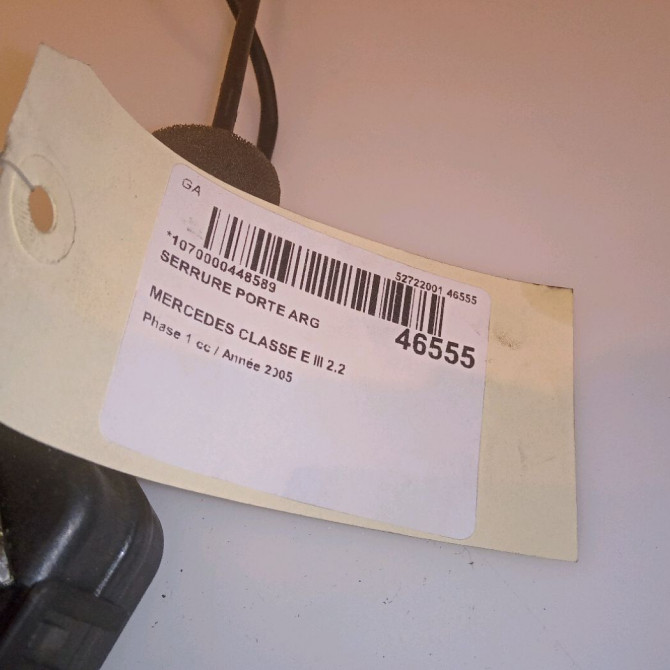 GA
*1070000448589
52722001 46555
SERRURE PORTE ARG
46555
MERCEDES CLASSE E III 2.2
Phase 1 cc / Année 2005